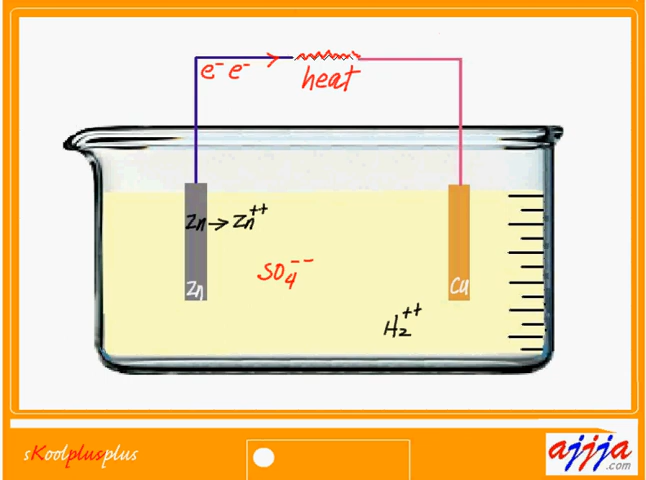 e⁻ e⁻
heat
Zn → Zn⁺⁺
SO₄⁻⁻
Zn
Cu
H₂⁺⁺
sKoolplusplus
ajjja
.com